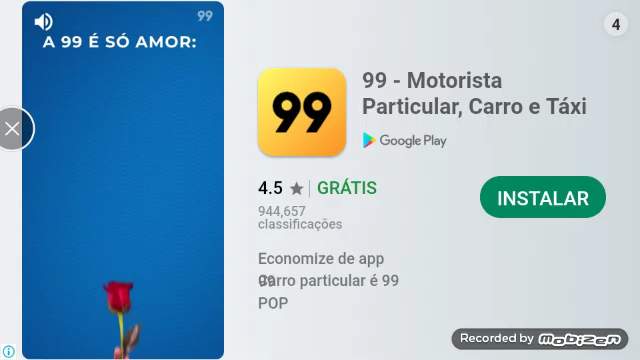 99
A 99 É SÓ AMOR:
4
99
99 - Motorista
Particular, Carro e Táxi
Google Play
4.5 ★ GRÁTIS
944,657
classificações
INSTALAR
Economize de app
99
Carro particular é 99
POP
Recorded by Mobizen